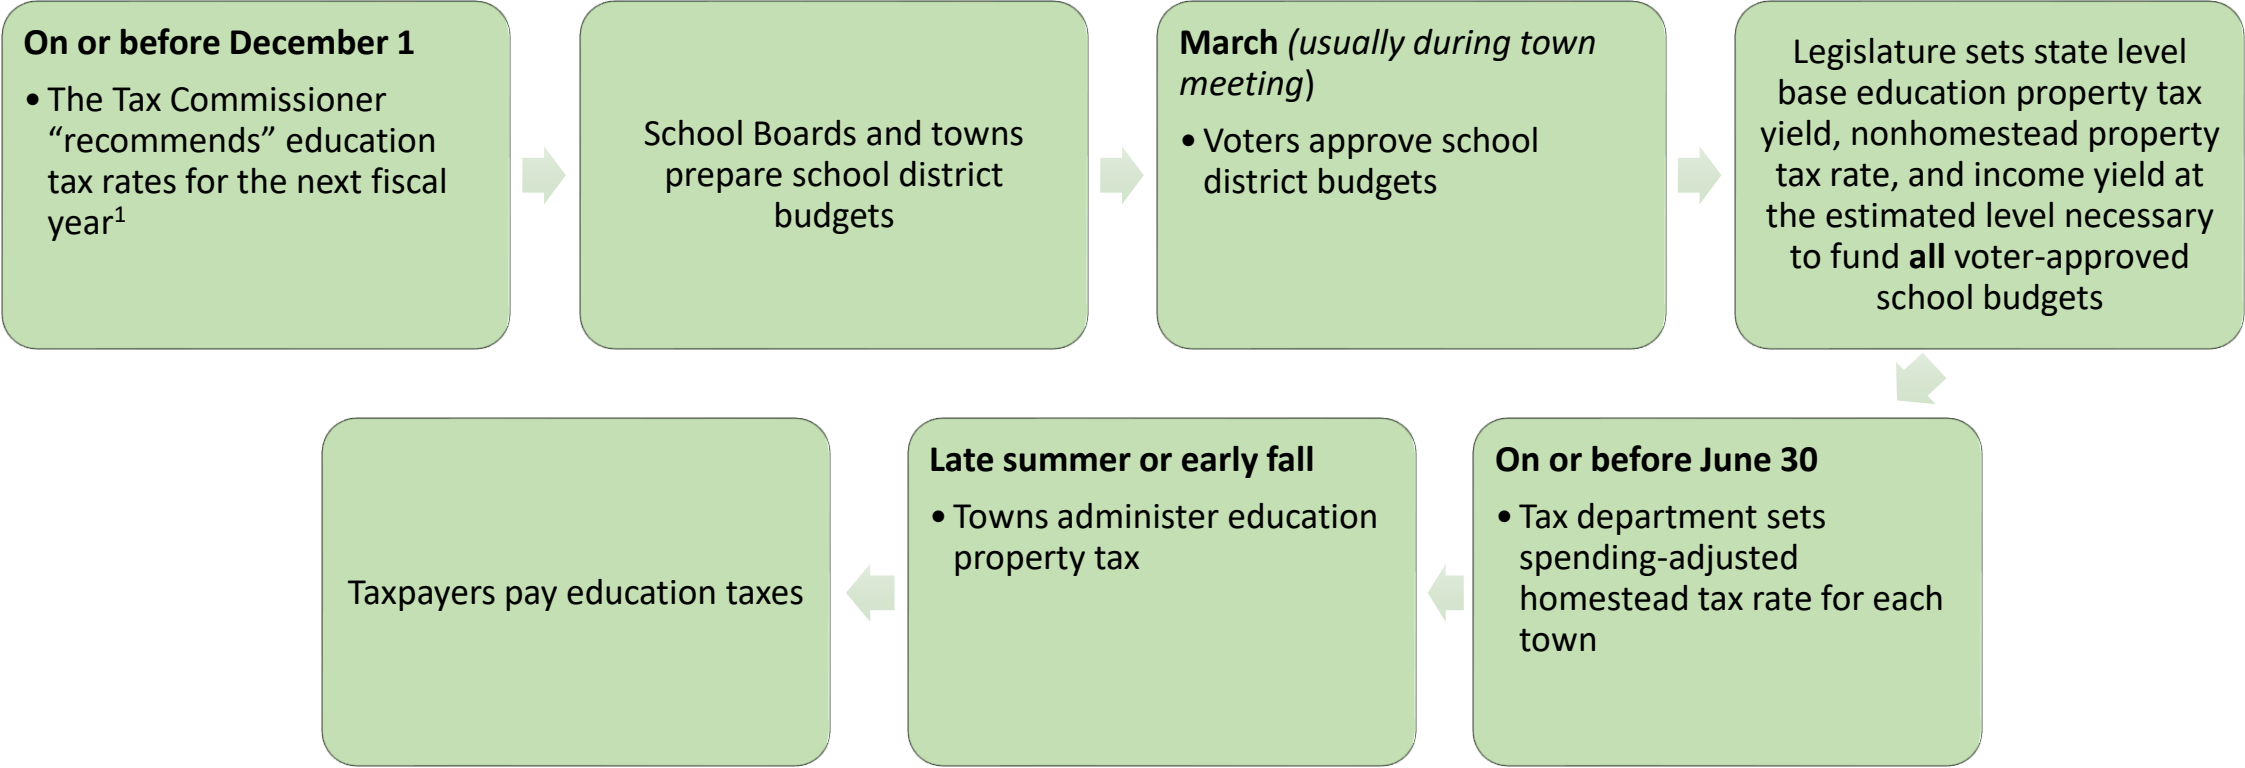 On or before December 1
• The Tax Commissioner
“recommends” education
tax rates for the next fiscal
year¹
School Boards and towns
prepare school district
budgets
March (usually during town
meeting)
• Voters approve school
district budgets
Legislature sets state level
base education property tax
yield, nonhomestead property
tax rate, and income yield at
the estimated level necessary
to fund all voter-approved
school budgets
On or before June 30
• Tax department sets
spending-adjusted
homestead tax rate for each
town
Late summer or early fall
• Towns administer education
property tax
Taxpayers pay education taxes